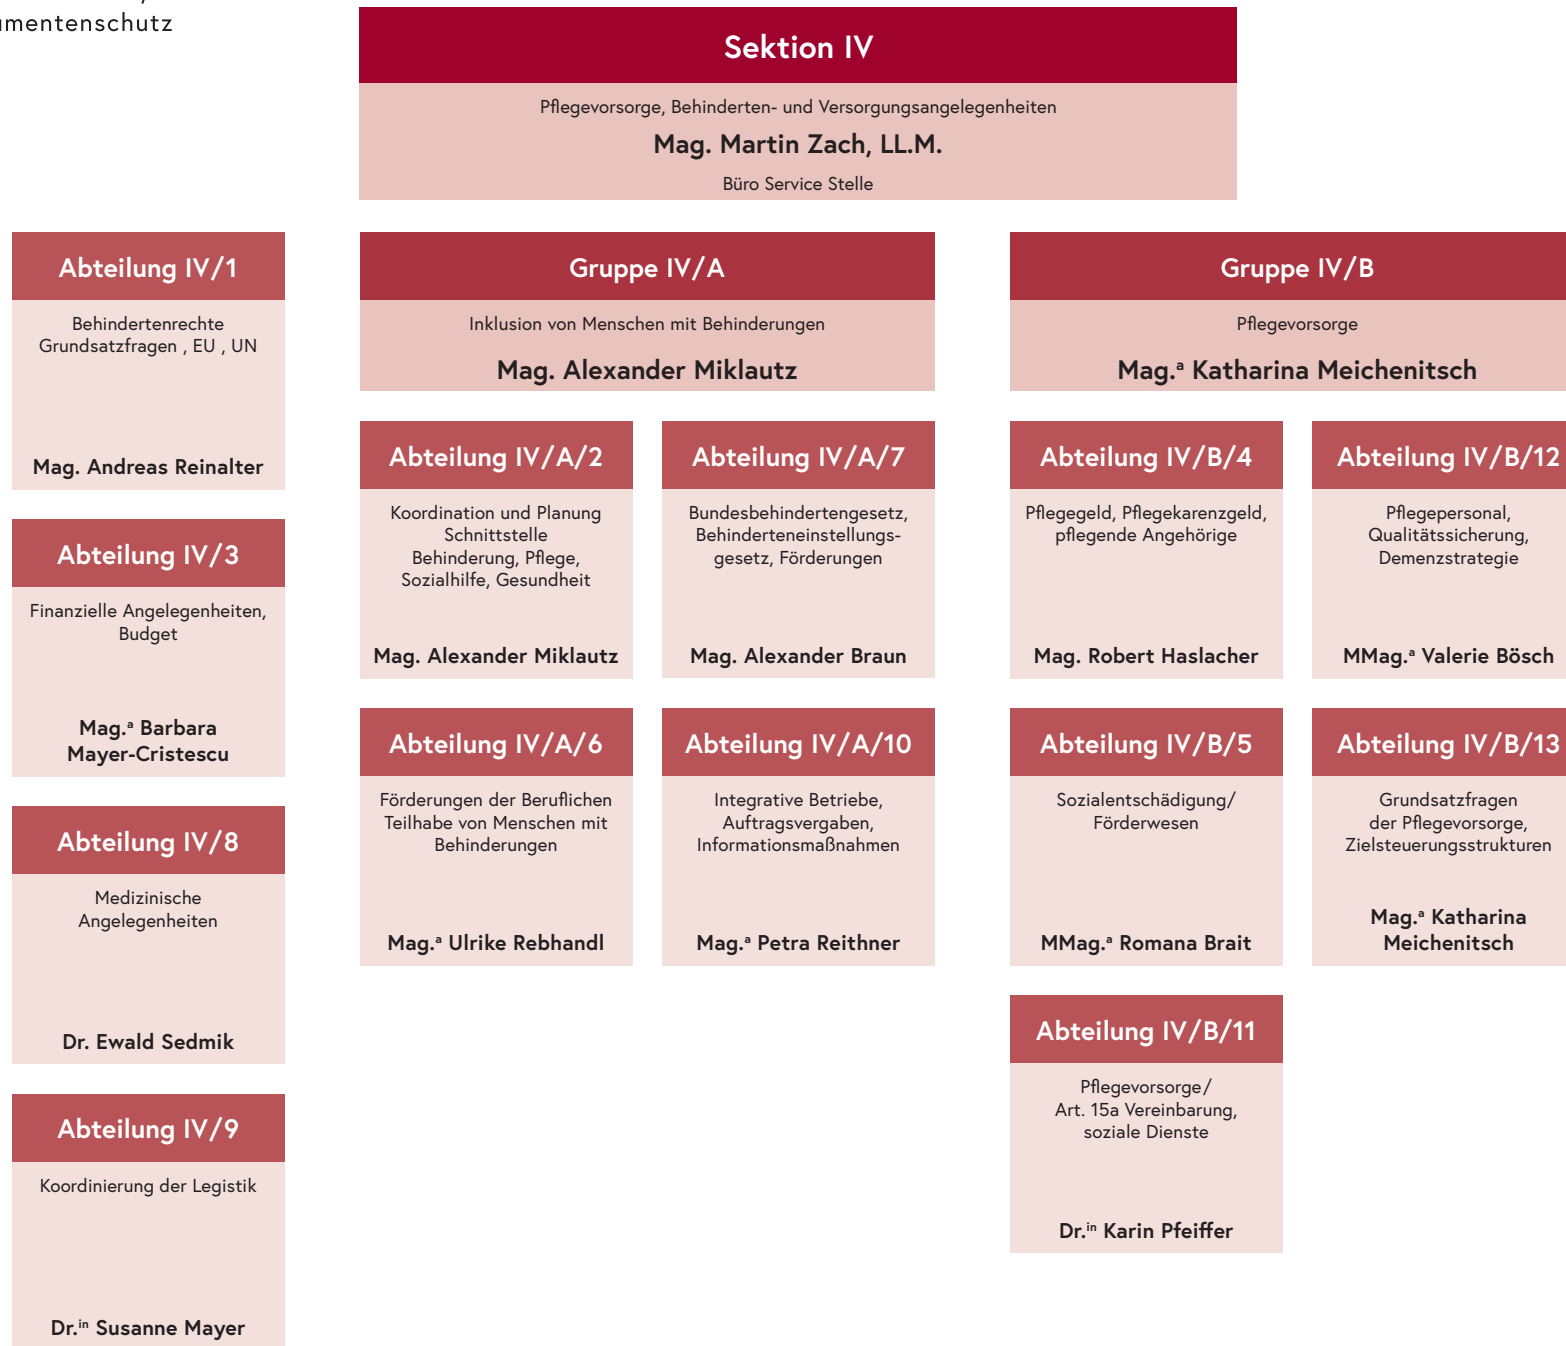 Sektion IV
Pflegevorsorge, Behinderten- und Versorgungsangelegenheiten
Mag. Martin Zach, LL.M.
Büro Service Stelle
Abteilung IV/1
Behindertenrechte
Grundsatzfragen , EU , UN
Mag. Andreas Reinalter
Abteilung IV/3
Finanzielle Angelegenheiten,
Budget
Mag.ᵃ Barbara
Mayer-Cristescu
Abteilung IV/8
Medizinische
Angelegenheiten
Dr. Ewald Sedmik
Abteilung IV/9
Koordinierung der Legistik
Dr.ⁱⁿ Susanne Mayer
Gruppe IV/A
Inklusion von Menschen mit Behinderungen
Mag. Alexander Miklautz
Abteilung IV/A/2
Koordination und Planung
Schnittstelle
Behinderung, Pflege,
Sozialhilfe, Gesundheit
Mag. Alexander Miklautz
Abteilung IV/A/7
Bundesbehindertengesetz,
Behinderteneinstellungs-
gesetz, Förderungen
Mag. Alexander Braun
Abteilung IV/A/6
Förderungen der Beruflichen
Teilhabe von Menschen mit
Behinderungen
Mag.ᵃ Ulrike Rebhandl
Abteilung IV/A/10
Integrative Betriebe,
Auftragsvergaben,
Informationsmaßnahmen
Mag.ᵃ Petra Reithner
Gruppe IV/B
Pflegevorsorge
Mag.ᵃ Katharina Meichenitsch
Abteilung IV/B/4
Pflegegeld, Pflegekarenzgeld,
pflegende Angehörige
Mag. Robert Haslacher
Abteilung IV/B/12
Pflegepersonal,
Qualitätssicherung,
Demenzstrategie
MMag.ᵃ Valerie Bösch
Abteilung IV/B/5
Sozialentschädigung/
Förderwesen
MMag.ᵃ Romana Brait
Abteilung IV/B/13
Grundsatzfragen
der Pflegevorsorge,
Zielsteuerungsstrukturen
Mag.ᵃ Katharina
Meichenitsch
Abteilung IV/B/11
Pflegevorsorge/
Art. 15a Vereinbarung,
soziale Dienste
Dr.ⁱⁿ Karin Pfeiffer